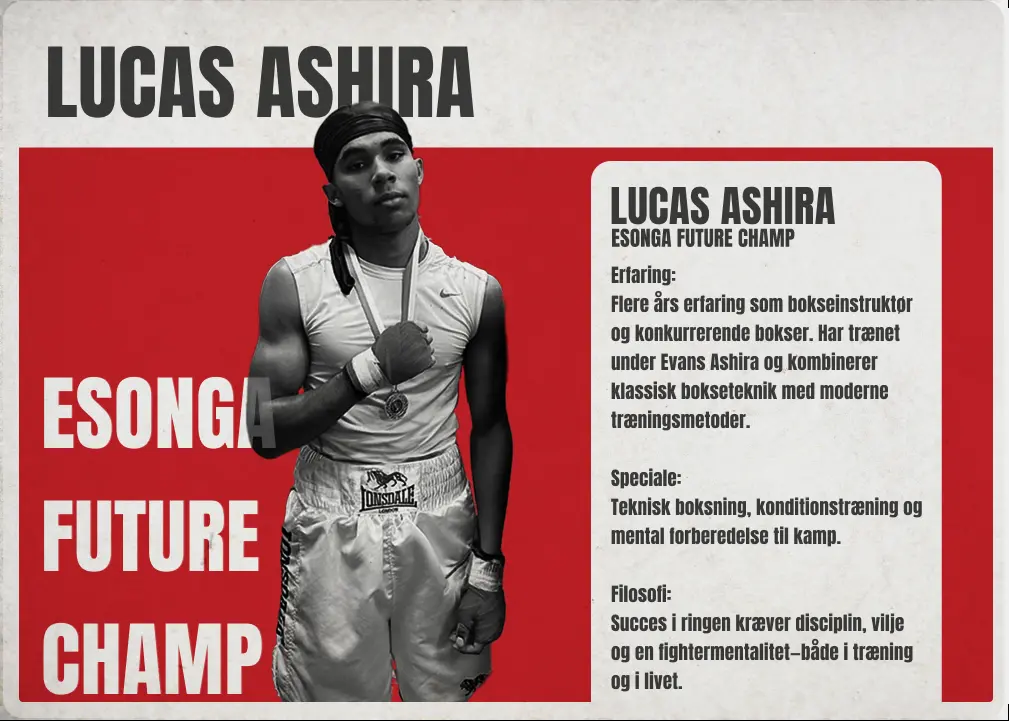 LUCAS ASHIRA
ESONGA
FUTURE
CHAMP
LONSDALE
LONDON
LUCAS ASHIRA
ESONGA FUTURE CHAMP
Erfaring:
Flere års erfaring som bokseinstruktør
og konkurrerende bokser. Har trænet
under Evans Ashira og kombinerer
klassisk bokseteknik med moderne
træningsmetoder.
Speciale:
Teknisk boksning, konditionstræning og
mental forberedelse til kamp.
Filosofi:
Succes i ringen kræver disciplin, vilje
og en fightermentalitet–både i træning
og i livet.